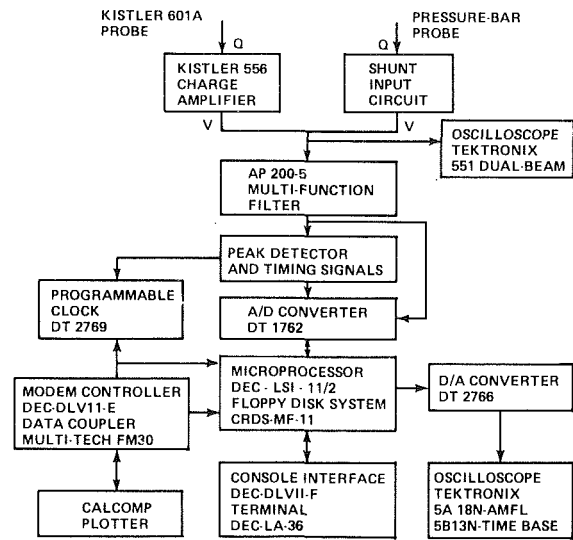 KISTLER 601A
PROBE
Q
PRESSURE-BAR
PROBE
Q
KISTLER 556
CHARGE
AMPLIFIER
V
SHUNT
INPUT
CIRCUIT
V
OSCILLOSCOPE
TEKTRONIX
551 DUAL-BEAM
AP 200-5
MULTI-FUNCTION
FILTER
PEAK DETECTOR
AND TIMING SIGNALS
PROGRAMMABLE
CLOCK
DT 2769
A/D CONVERTER
DT 1762
MICROPROCESSOR
DEC - LSI - 11/2
FLOPPY DISK SYSTEM
CRDS-MF-11
D/A CONVERTER
DT 2766
MODEM CONTROLLER
DEC-DLV11-E
DATA COUPLER
MULTI-TECH FM30
CONSOLE INTERFACE
DEC-DLVII-F
TERMINAL
DEC-LA-36
OSCILLOSCOPE
TEKTRONIX
5A 18N-AMFL
5B13N-TIME BASE
CALCOMP
PLOTTER